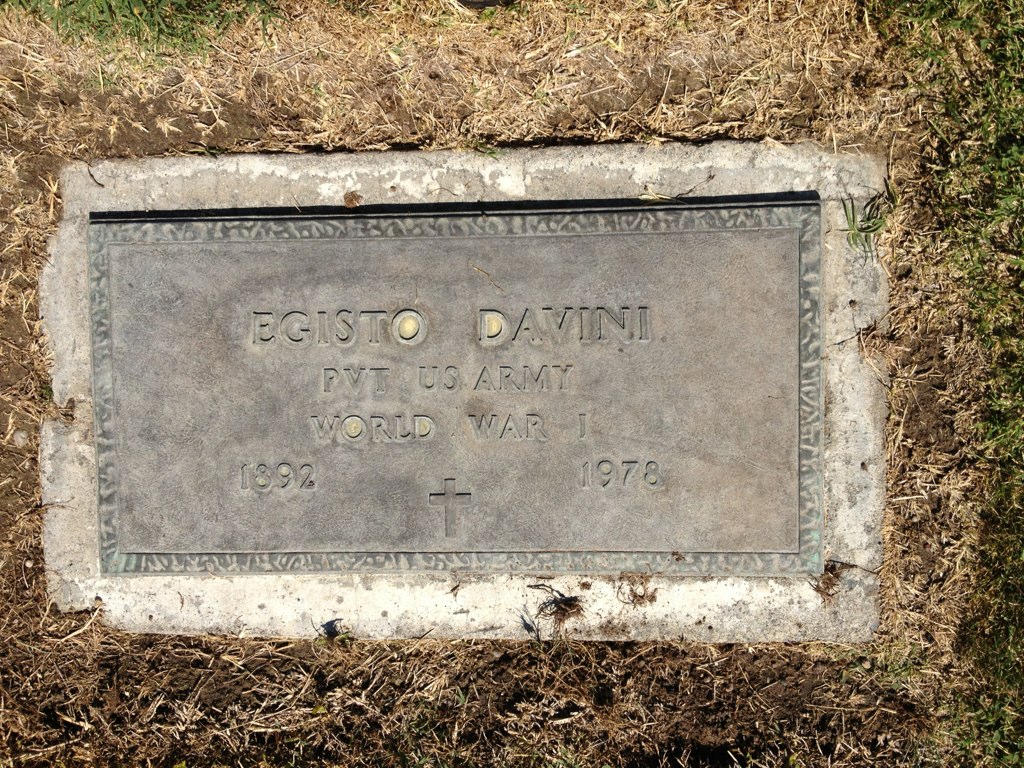 EGISTO DAVINI
PVT US ARMY
WORLD WAR I
1892 1978